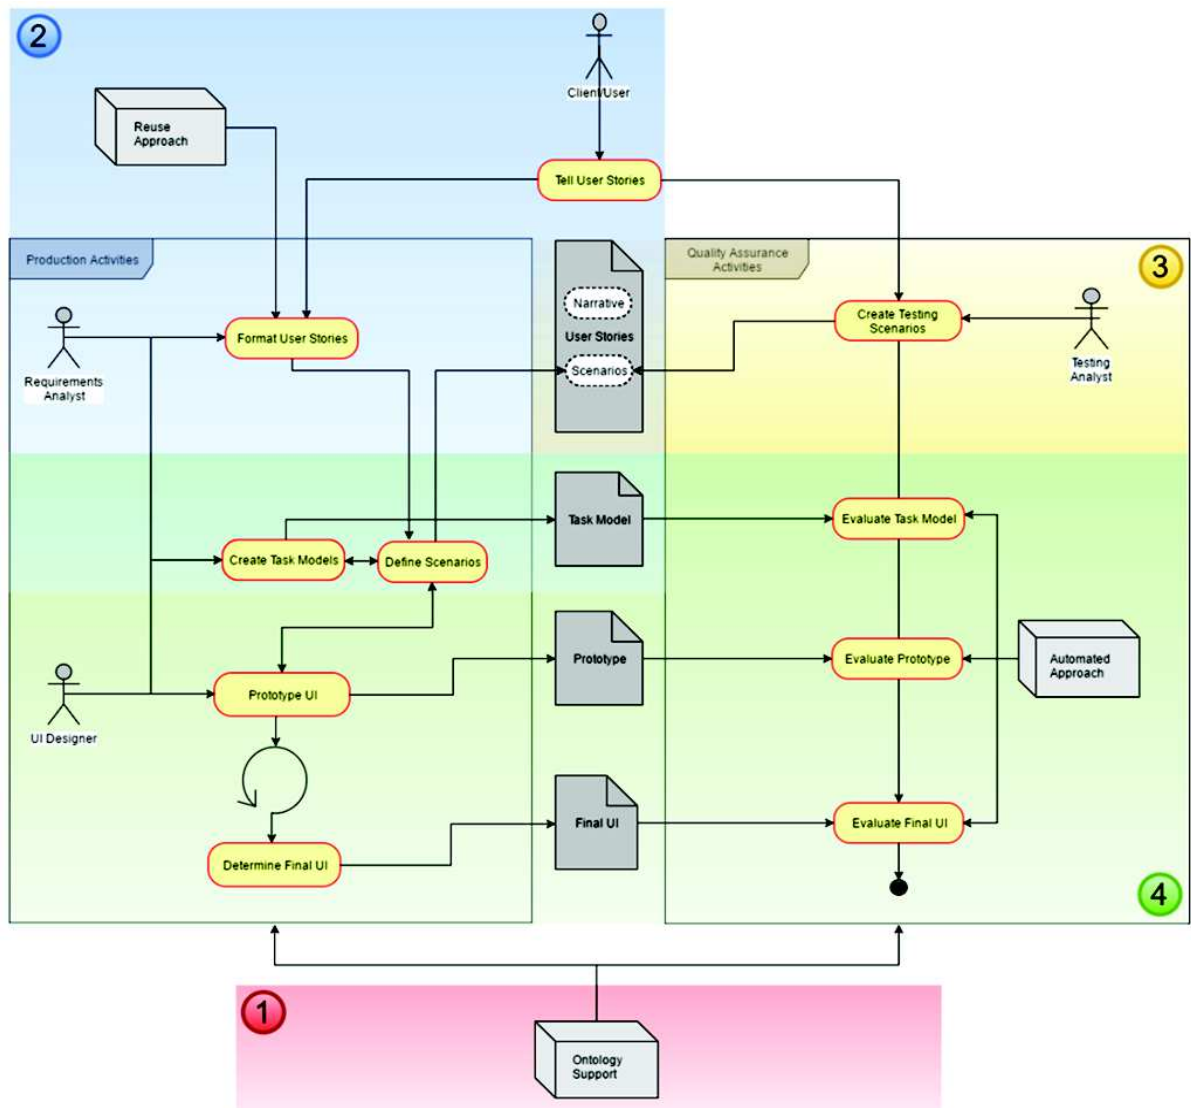 2
Client/User
Reuse
Approach
Tell User Stories
Production Activities
Quality Assurance
Activities
3
Narrative
User Stories
Scenarios
Format User Stories
Create Testing
Scenarios
Requirements
Analyst
Testing
Analyst
Task Model
Evaluate Task Model
Create Task Models
Define Scenarios
Prototype
Evaluate Prototype
Automated
Approach
Prototype UI
UI Designer
Final UI
Evaluate Final UI
Determine Final UI
4
1
Ontology
Support